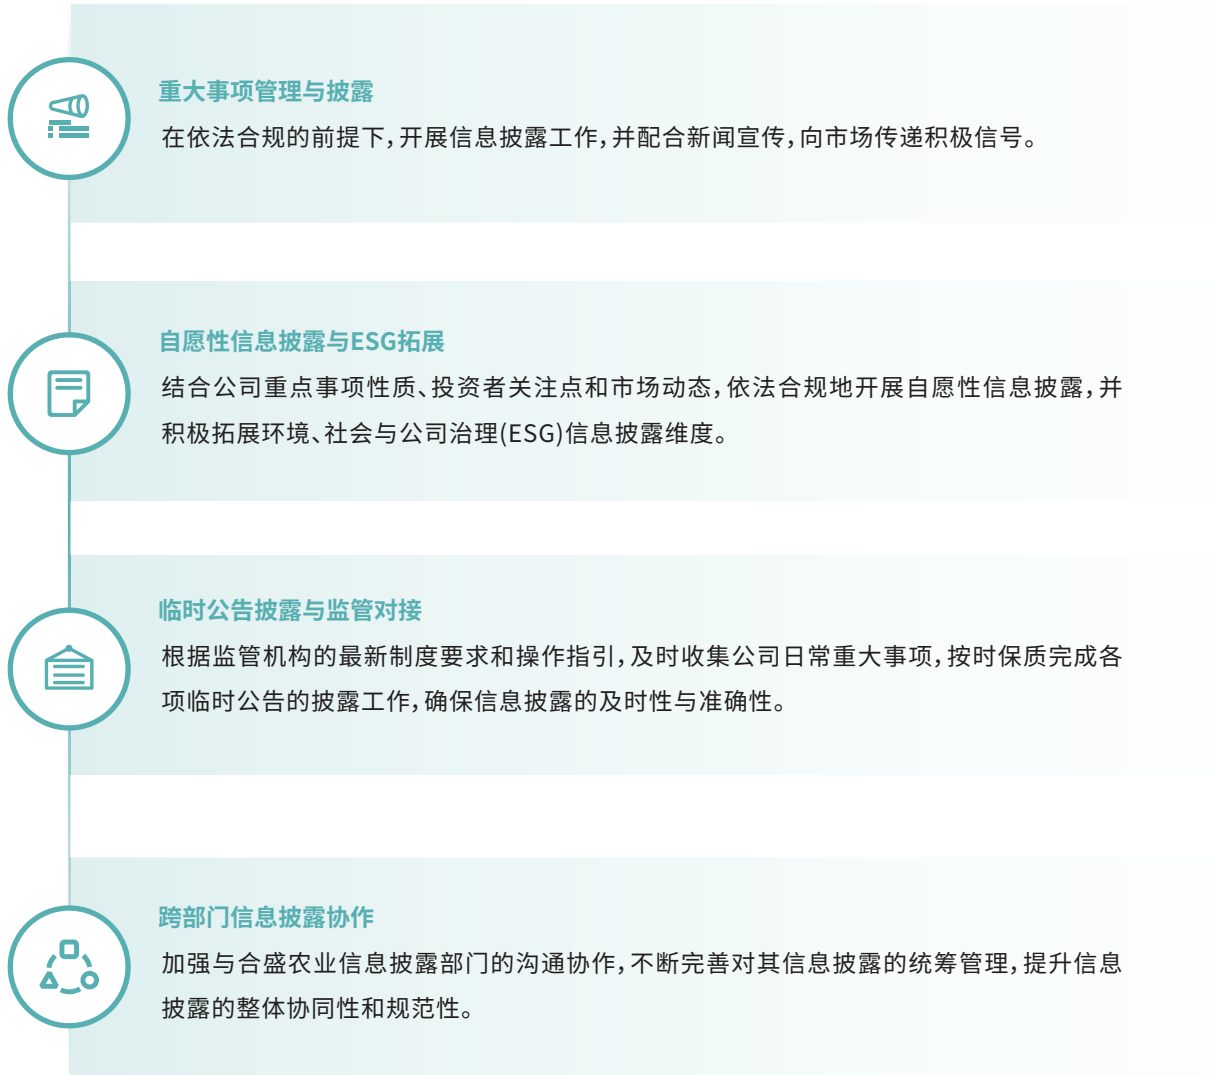 重大事项管理与披露
在依法合规的前提下,开展信息披露工作,并配合新闻宣传,向市场传递积极信号。
自愿性信息披露与ESG拓展
结合公司重点事项性质、投资者关注点和市场动态,依法合规地开展自愿性信息披露,并
积极拓展环境、社会与公司治理(ESG)信息披露维度。
临时公告披露与监管对接
根据监管机构的最新制度要求和操作指引,及时收集公司日常重大事项,按时保质完成各
项临时公告的披露工作,确保信息披露的及时性与准确性。
跨部门信息披露协作
加强与合盛农业信息披露部门的沟通协作,不断完善对其信息披露的统筹管理,提升信息
披露的整体协同性和规范性。